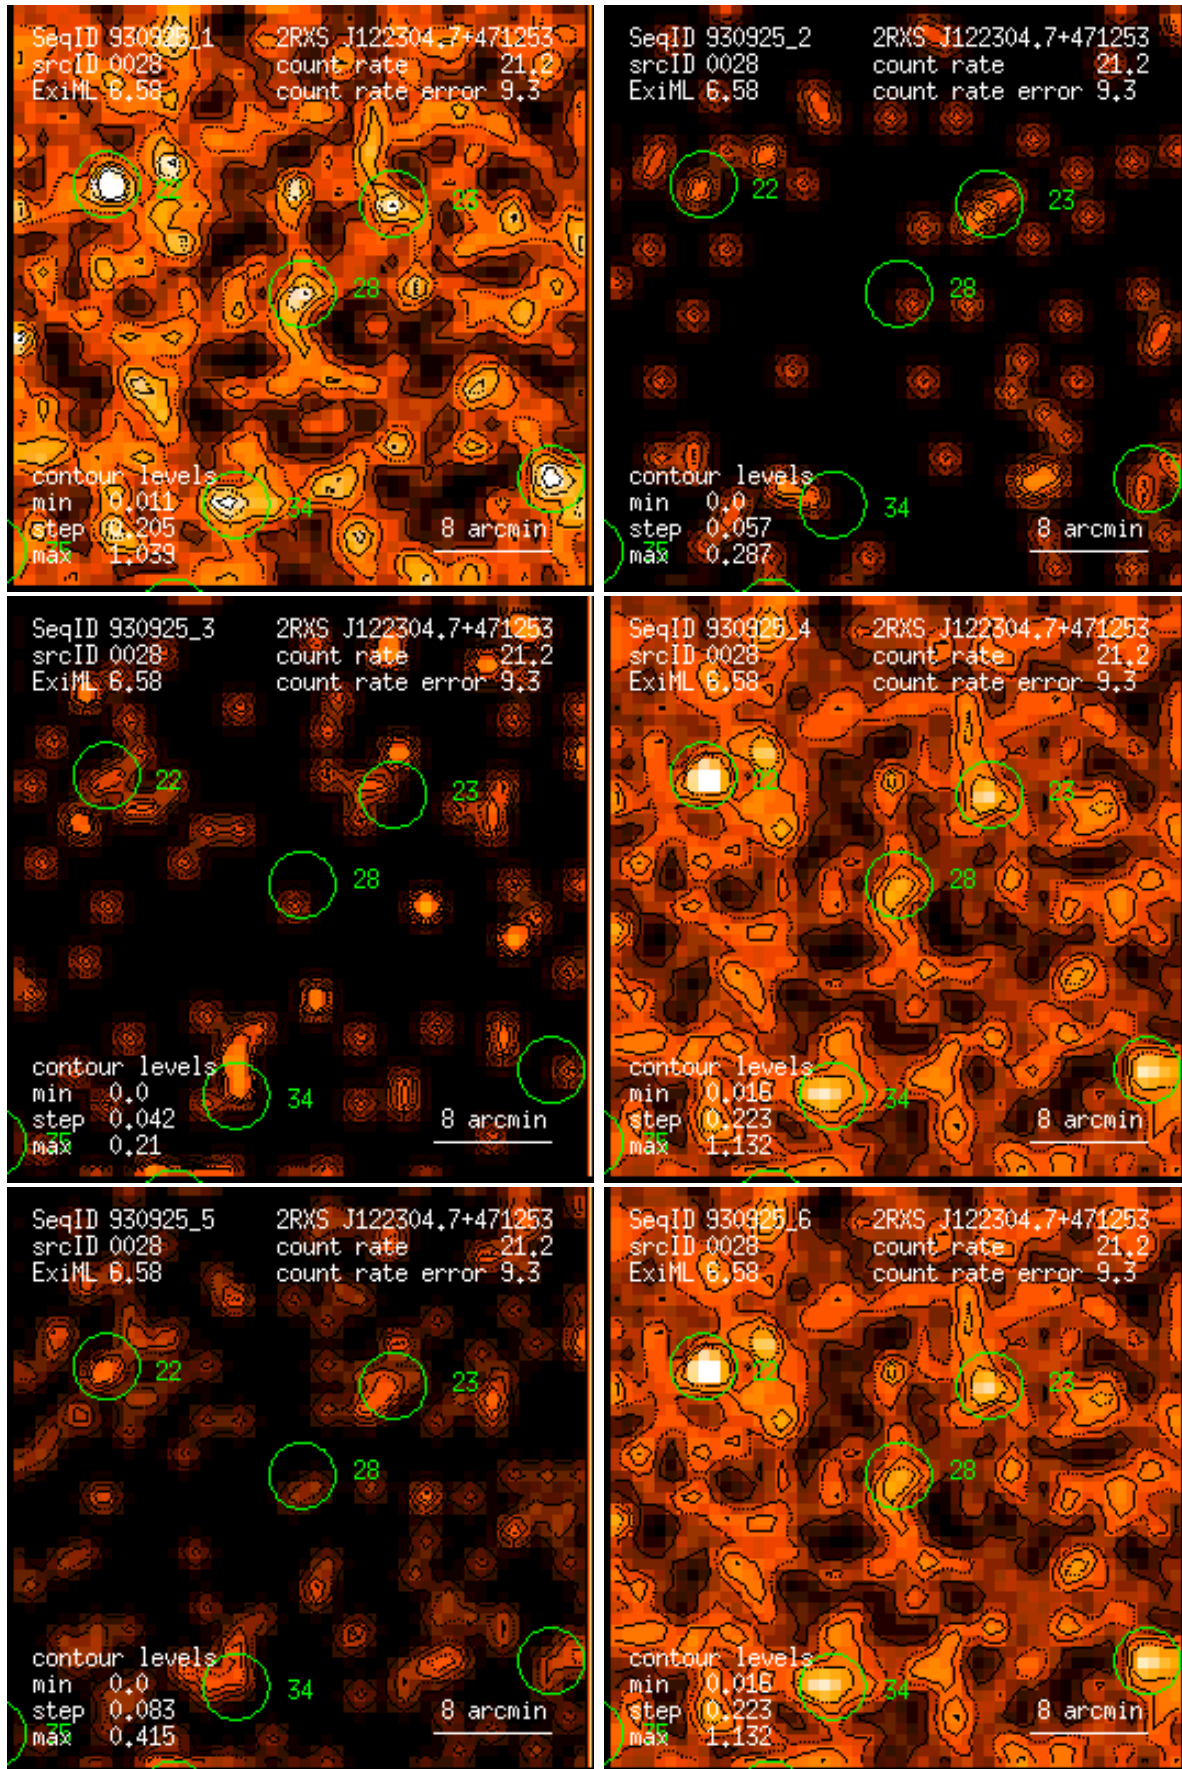 SeqID 930925_1 2RXS J122304.7+471253
srcID 0028 count rate 21.2
ExiML 6.58 count rate error 9.3
22
23
28
contour levels
min 0.011
34
step 0.205 8 arcmin
35
max 1.039
SeqID 930925_2 2RXS J122304.7+471253
srcID 0028 count rate 21.2
ExiML 6.58 count rate error 9.3
22
23
28
contour levels
min 0.0
34
step 0.057 8 arcmin
35
max 0.287
SeqID 930925_3 2RXS J122304.7+471253
srcID 0028 count rate 21.2
ExiML 6.58 count rate error 9.3
22
23
28
contour levels
min 0.0
34
step 0.042 8 arcmin
35
max 0.21
SeqID 930925_4 2RXS J122304.7+471253
srcID 0028 count rate 21.2
ExiML 6.58 count rate error 9.3
22
23
28
contour levels
min 0.016
34
step 0.223 8 arcmin
35
max 1.132
SeqID 930925_5 2RXS J122304.7+471253
srcID 0028 count rate 21.2
ExiML 6.58 count rate error 9.3
22
23
28
contour levels
min 0.0
34
step 0.083 8 arcmin
35
max 0.415
SeqID 930925_6 2RXS J122304.7+471253
srcID 0028 count rate 21.2
ExiML 6.58 count rate error 9.3
22
23
28
contour levels
min 0.016
34
step 0.223 8 arcmin
35
max 1.132